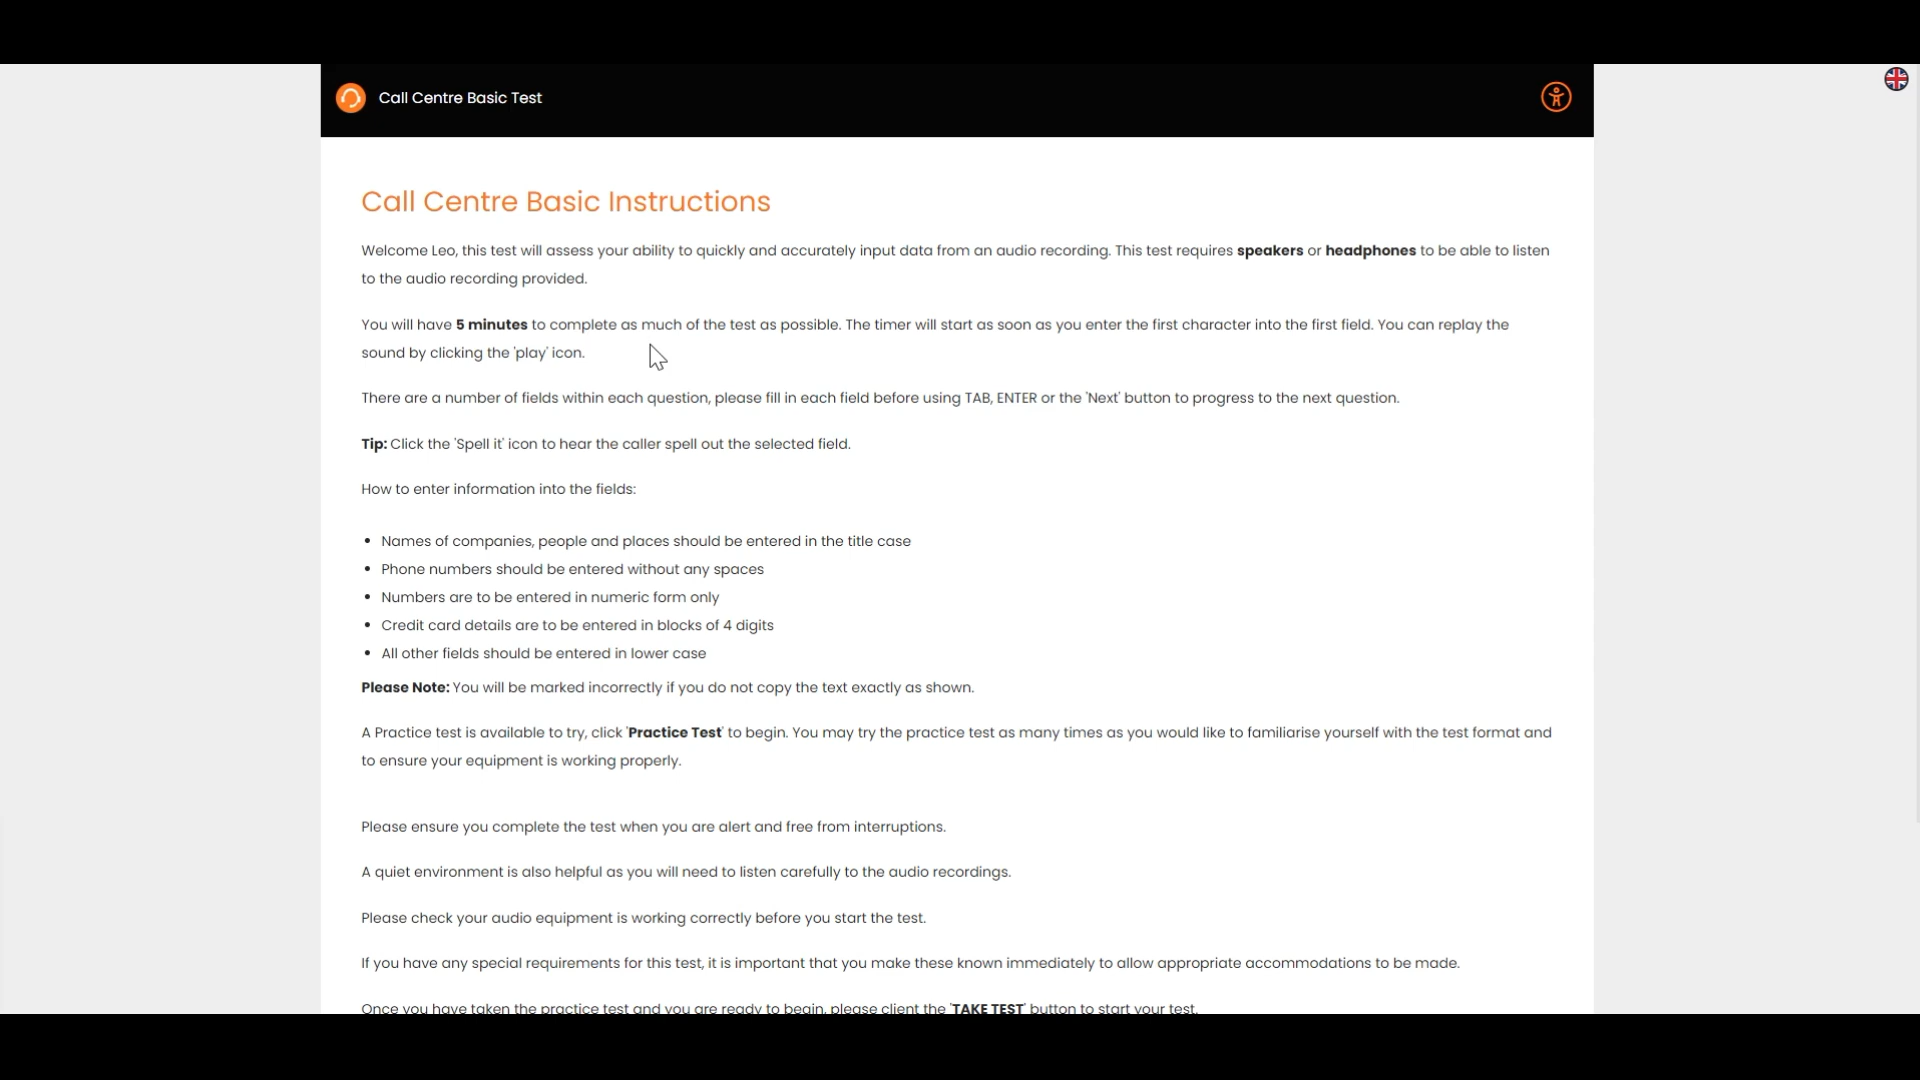 Call Centre Basic Test
Call Centre Basic Instructions
Welcome Leo, this test will assess your ability to quickly and accurately input data from an audio recording. This test requires speakers or headphones to be able to listen
to the audio recording provided.
You will have 5 minutes to complete as much of the test as possible. The timer will start as soon as you enter the first character into the first field. You can replay the
sound by clicking the 'play' icon.
There are a number of fields within each question, please fill in each field before using TAB, ENTER or the 'Next' button to progress to the next question.
Tip: Click the 'Spell it' icon to hear the caller spell out the selected field.
How to enter information into the fields:
• Names of companies, people and places should be entered in the title case
• Phone numbers should be entered without any spaces
• Numbers are to be entered in numeric form only
• Credit card details are to be entered in blocks of 4 digits
• All other fields should be entered in lower case
Please Note: You will be marked incorrectly if you do not copy the text exactly as shown.
A Practice test is available to try, click 'Practice Test' to begin. You may try the practice test as many times as you would like to familiarise yourself with the test format and
to ensure your equipment is working properly.
Please ensure you complete the test when you are alert and free from interruptions.
A quiet environment is also helpful as you will need to listen carefully to the audio recordings.
Please check your audio equipment is working correctly before you start the test.
If you have any special requirements for this test, it is important that you make these known immediately to allow appropriate accommodations to be made.
Once you have taken the practice test and you are ready to begin, please client the 'TAKE TEST' button to start your test.